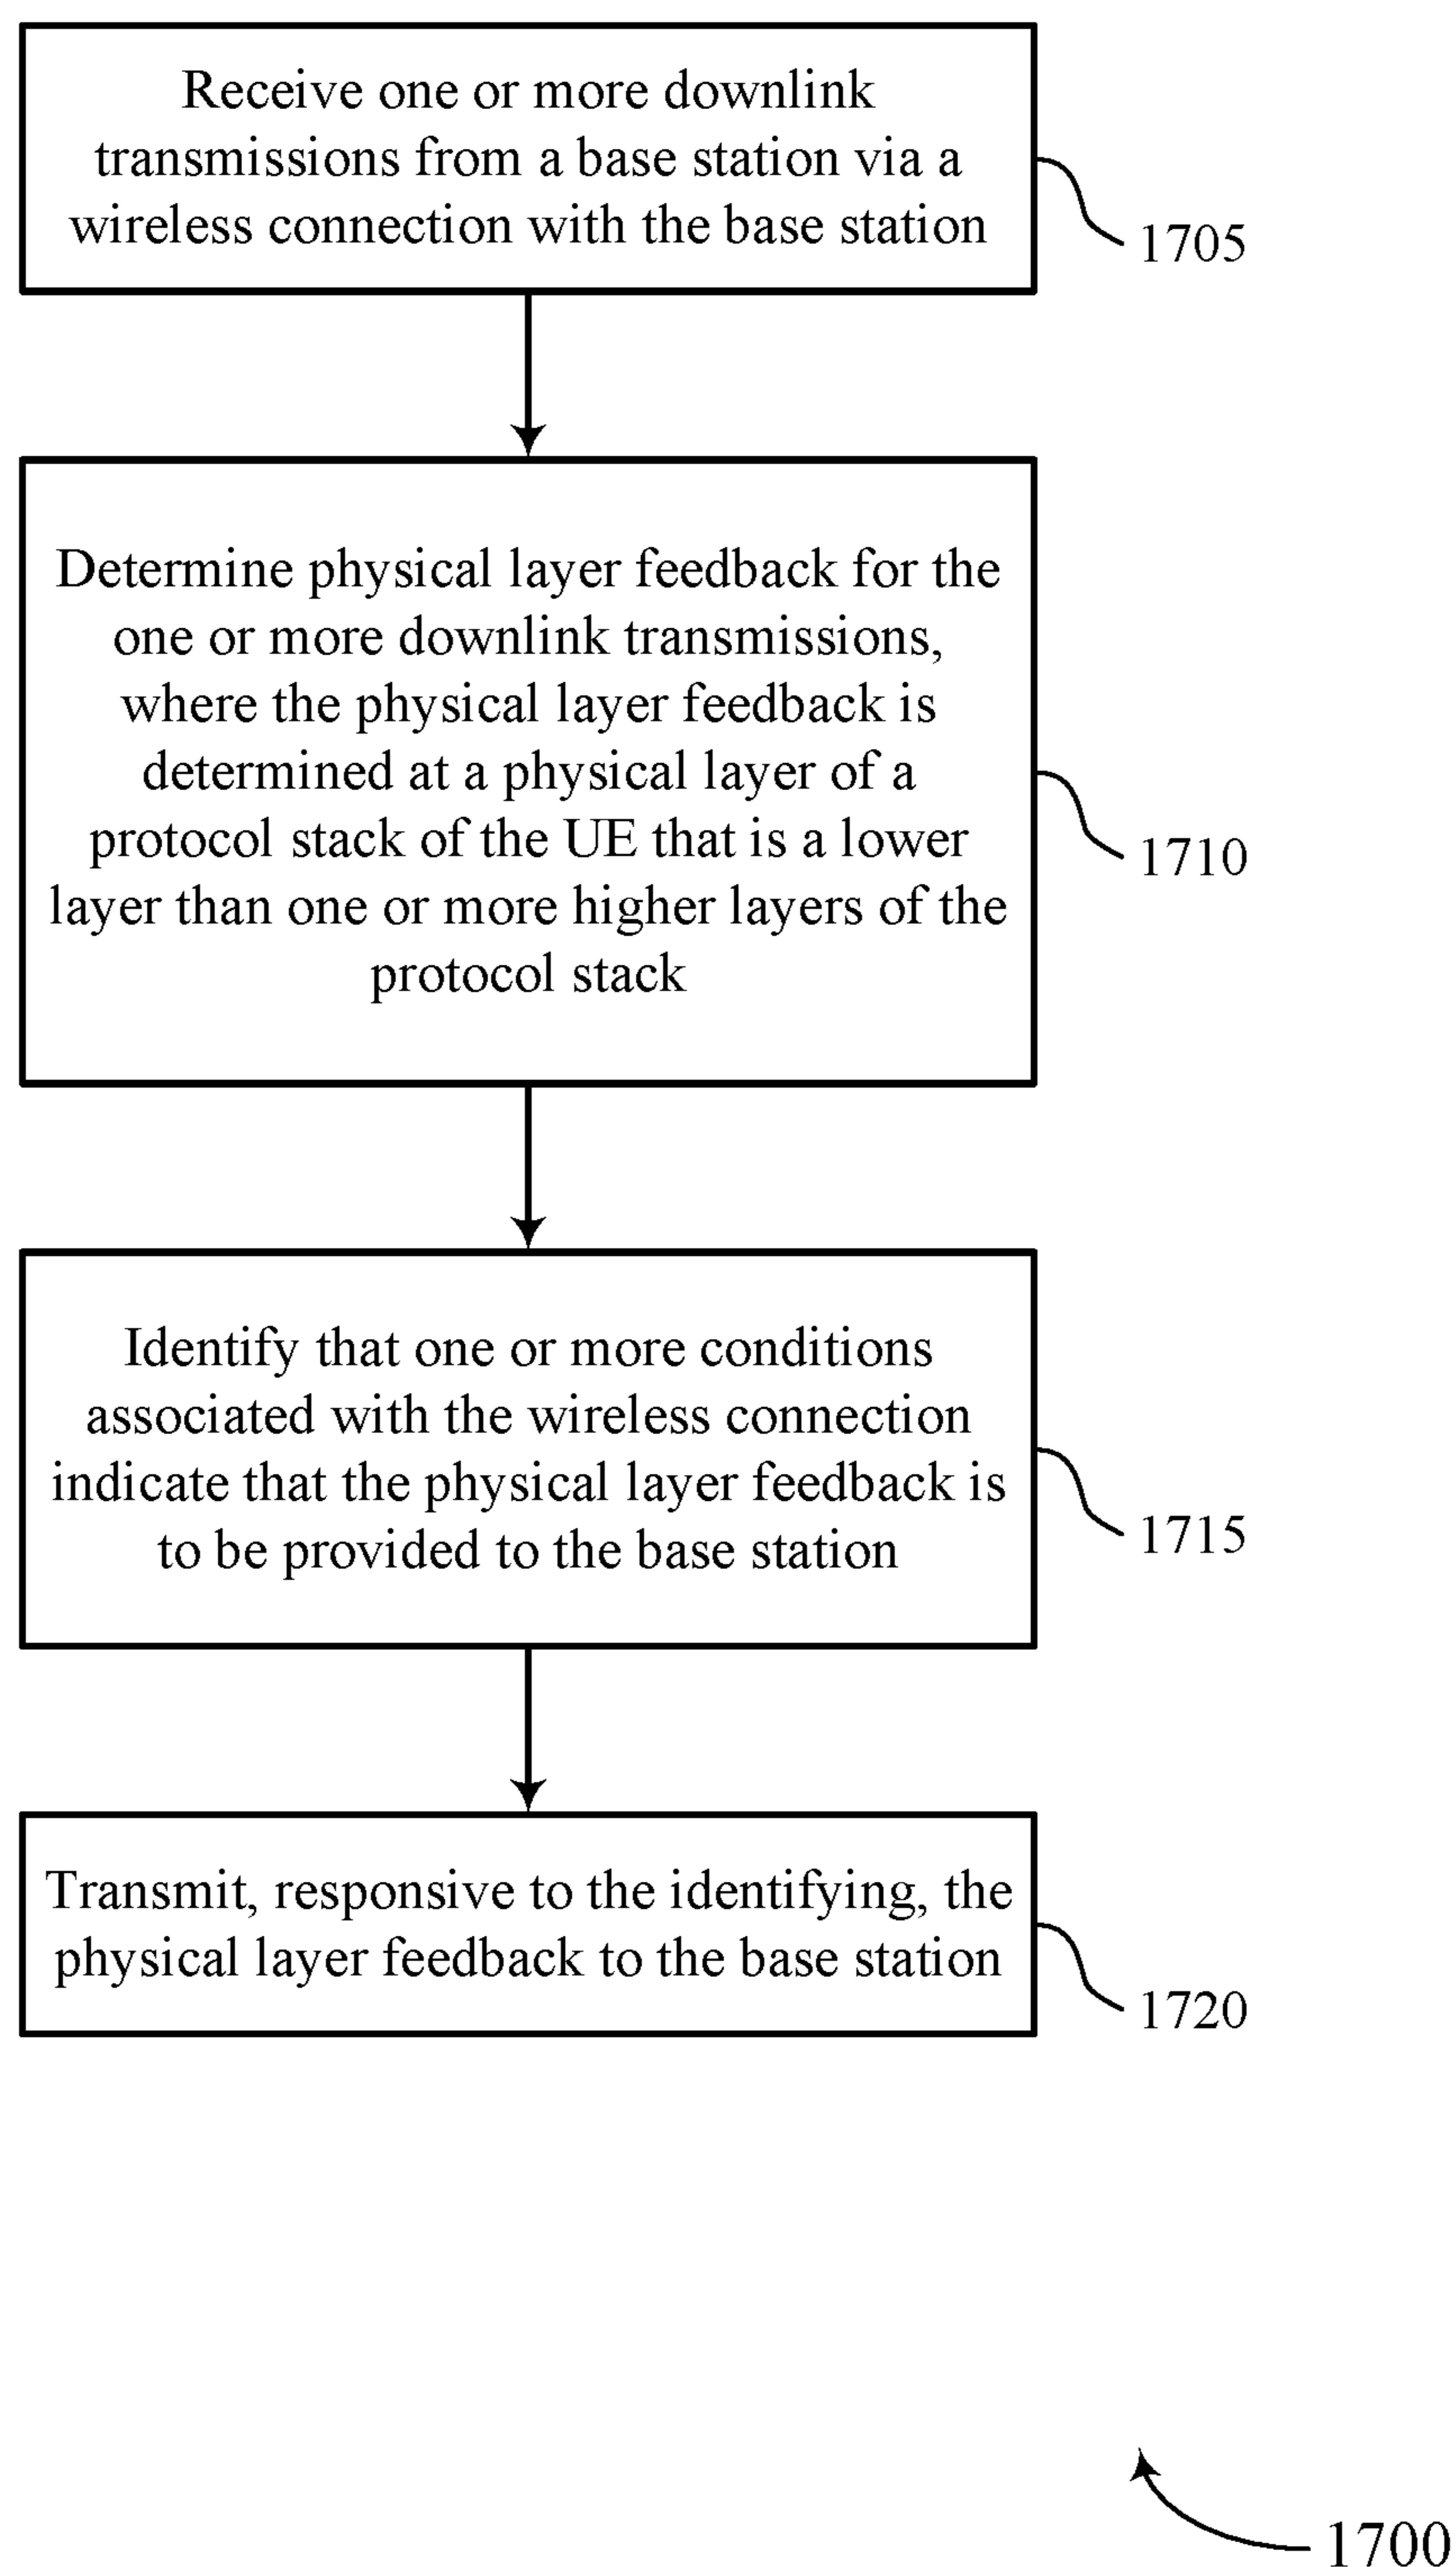 Receive one or more downlink
transmissions from a base station via a
wireless connection with the base station
1705
Determine physical layer feedback for the
one or more downlink transmissions,
where the physical layer feedback is
determined at a physical layer of a
protocol stack of the UE that is a lower
layer than one or more higher layers of the
protocol stack
1710
Identify that one or more conditions
associated with the wireless connection
indicate that the physical layer feedback is
to be provided to the base station
1715
Transmit, responsive to the identifying, the
physical layer feedback to the base station
1720
1700